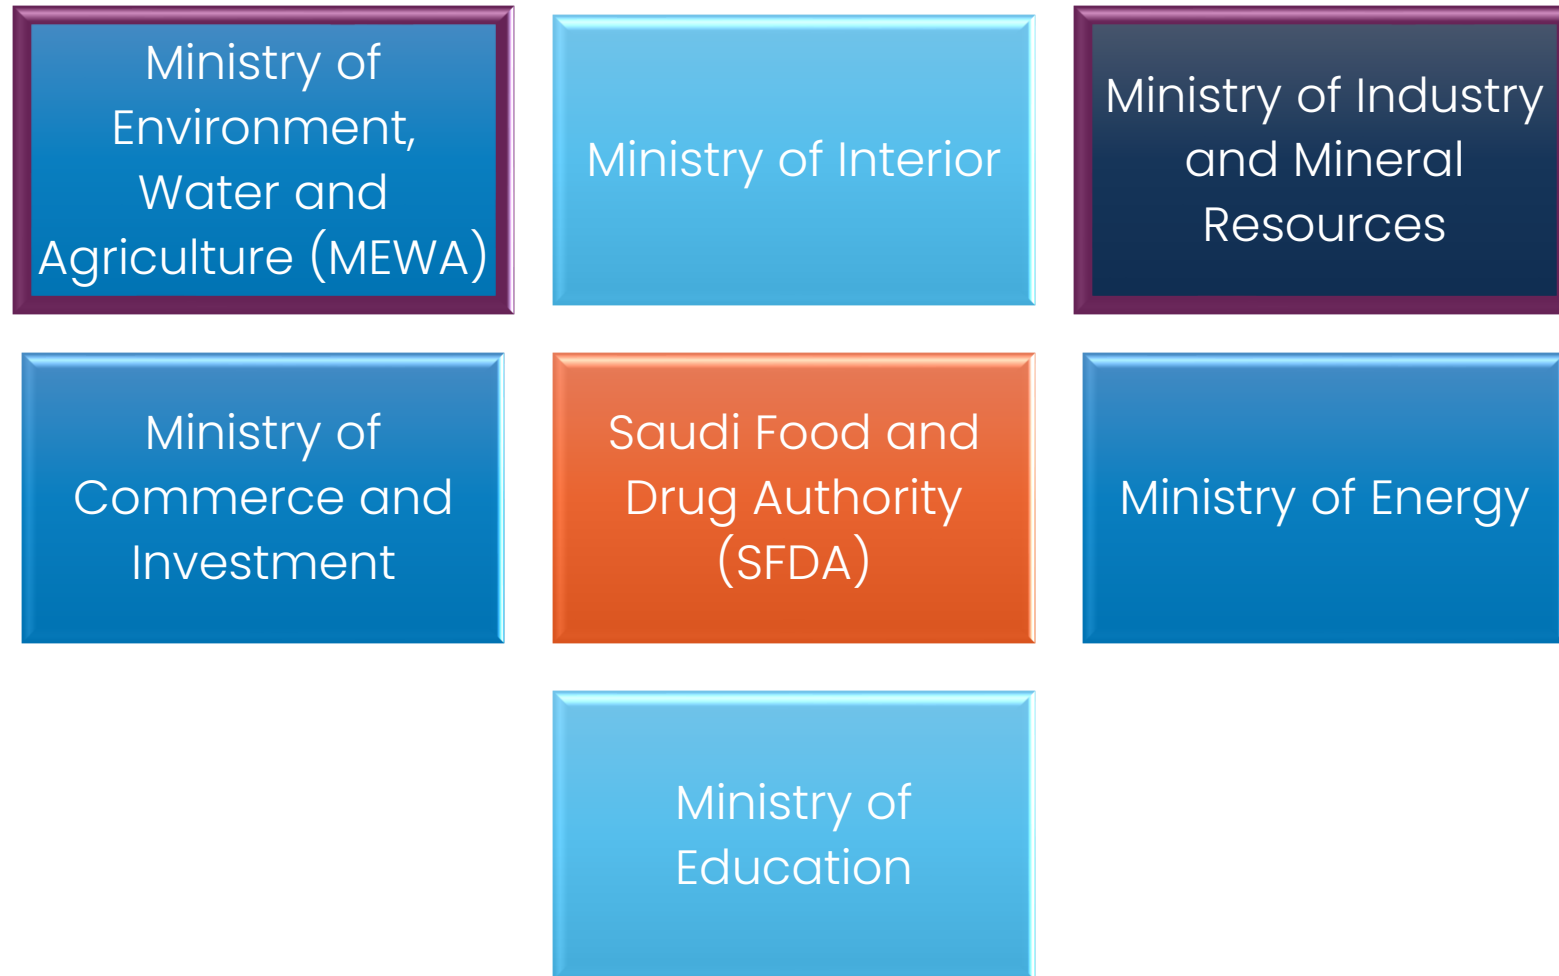 Ministry of
Environment,
Water and
Agriculture (MEWA)
Ministry of Interior
Ministry of Industry
and Mineral
Resources
Ministry of
Commerce and
Investment
Saudi Food and
Drug Authority
(SFDA)
Ministry of Energy
Ministry of
Education